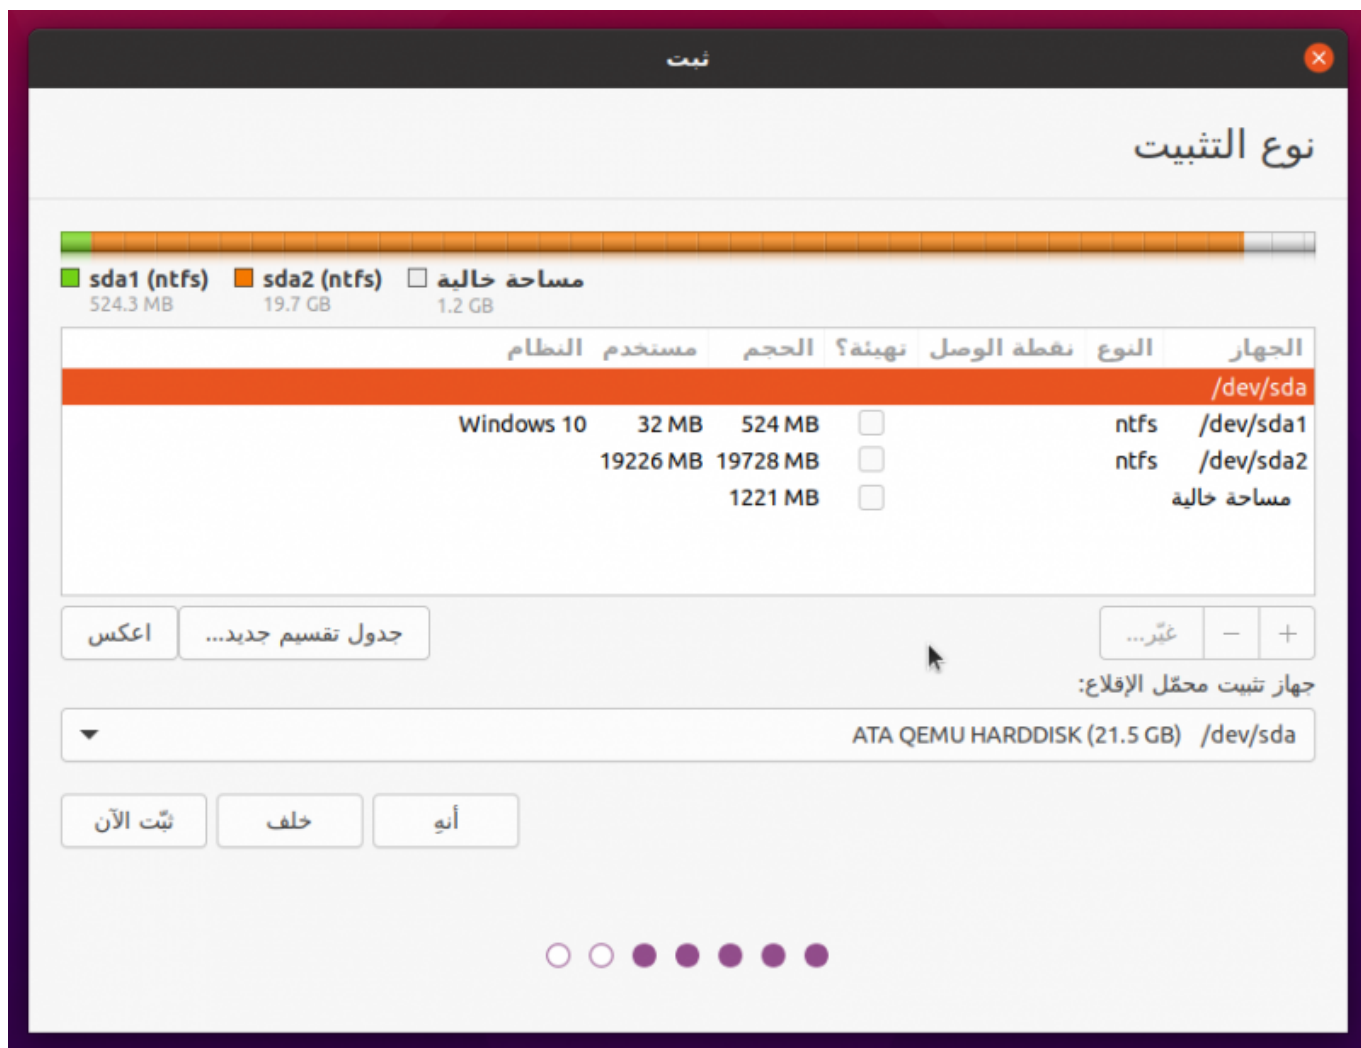 ثبت
نوع التثبيت
sda1 (ntfs) sda2 (ntfs) مساحة خالية
524.3 MB 19.7 GB 1.2 GB
الجهاز النوع نقطة الوصل تهيئة؟ الحجم مستخدم النظام
/dev/sda
/dev/sda1 ntfs 524 MB 32 MB Windows 10
/dev/sda2 ntfs 19728 MB 19226 MB
مساحة خالية 1221 MB
+ − غيّر... جدول تقسيم جديد... اعكس
جهاز تثبيت محمّل الإقلاع:
/dev/sda ATA QEMU HARDDISK (21.5 GB)
أنهِ خلف ثبّت الآن